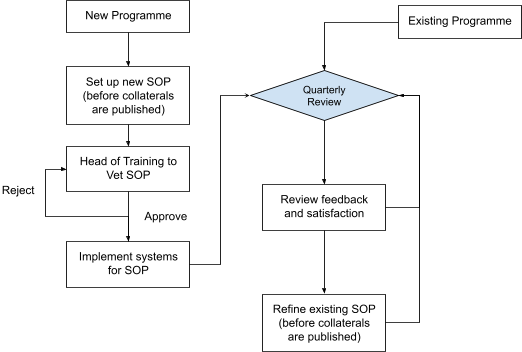 New Programme
Existing Programme
Set up new SOP
(before collaterals
are published)
Quarterly
Review
Head of Training to
Vet SOP
Reject
Approve
Review feedback
and satisfaction
Implement systems
for SOP
Refine existing SOP
(before collaterals
are published)